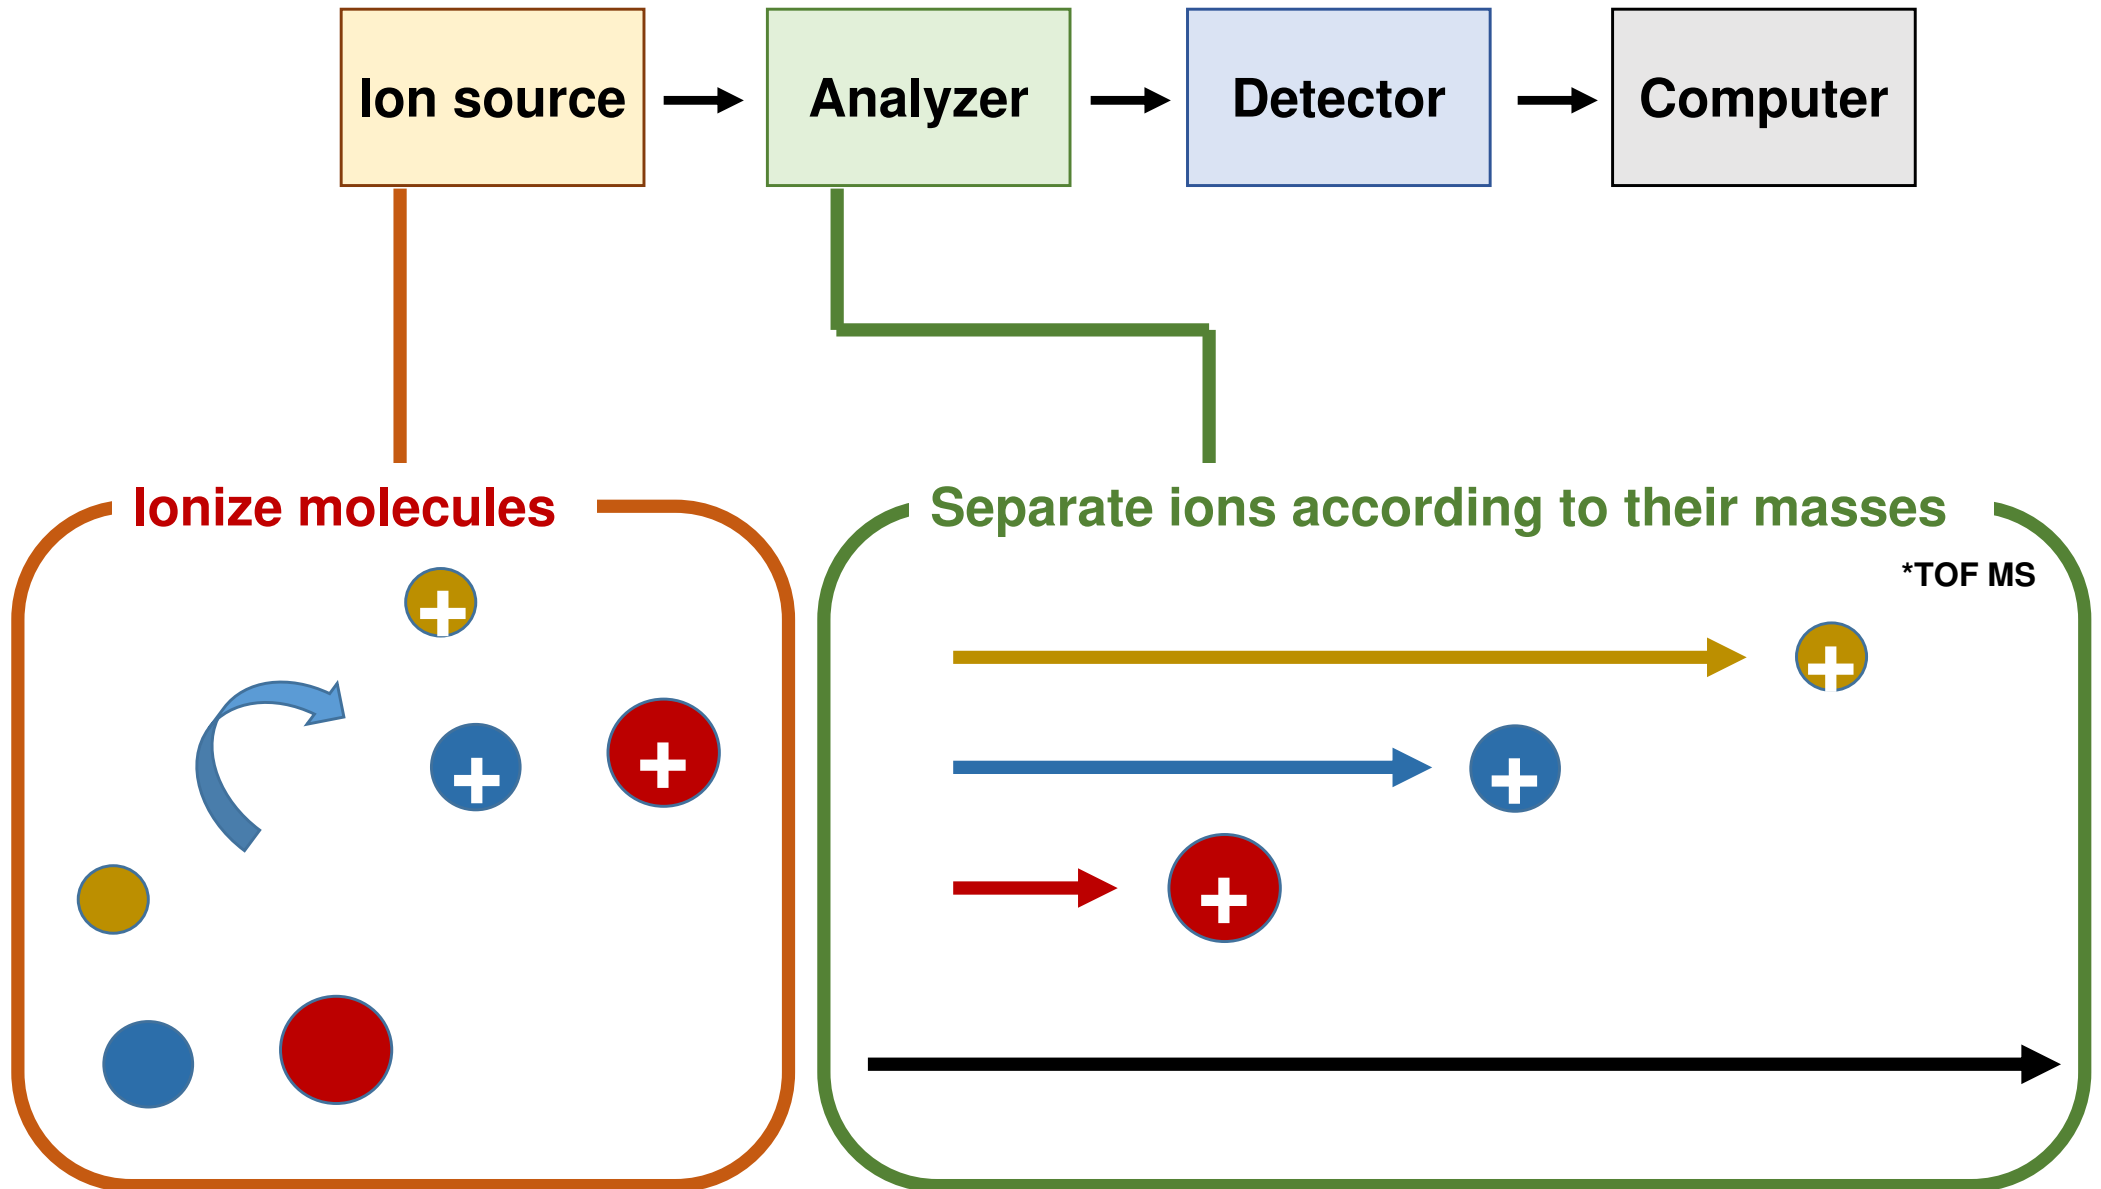 Ion source
Analyzer
Detector
Computer
Ionize molecules
Separate ions according to their masses
*TOF MS
+
+
+
+
+
+